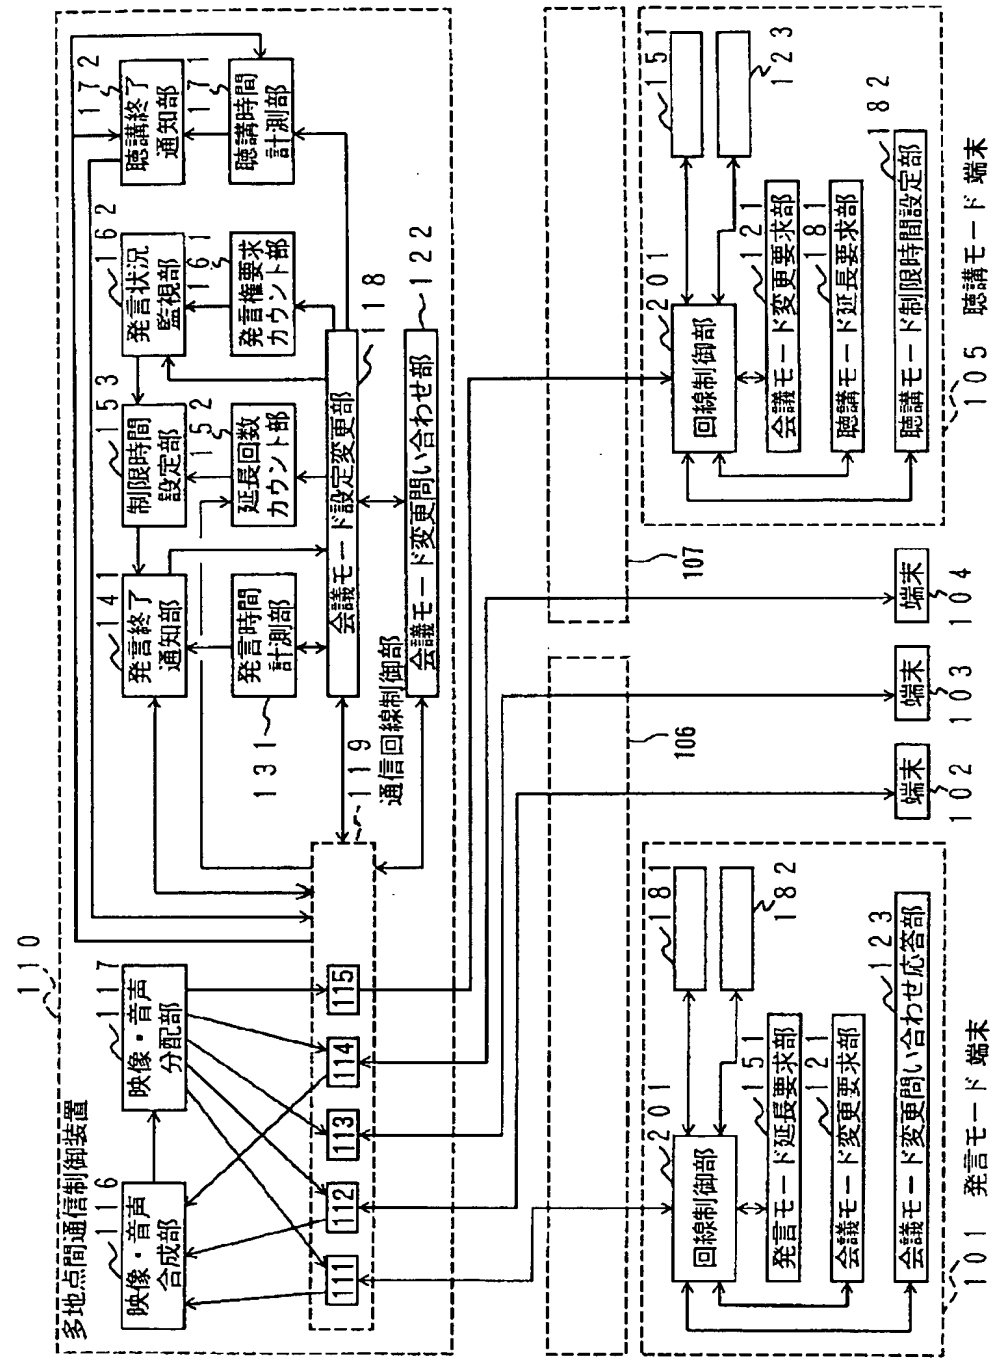 110
多地点間通信制御装置
116
映像・音声
合成部
117
映像・音声
分配部
141
発言終了
通知部
153
制限時間
設定部
162
発言状況
監視部
172
聴講終了
通知部
131
発言時間
計測部
152
延長回数
カウント部
161
発言権要求
カウント部
171
聴講時間
計測部
118
会議モード設定変更部
122
会議モード変更問い合わせ部
119
通信回線制御部
111
112
113
114
115
106
107
201
回線制御部
181
182
151
発言モード延長要求部
121
会議モード変更要求部
123
会議モード変更問い合わせ応答部
101 発言モード端末
端末
102
端末
103
端末
104
201
回線制御部
151
123
121
会議モード変更要求部
181
聴講モード延長要求部
182
聴講モード制限時間設定部
105 聴講モード端末